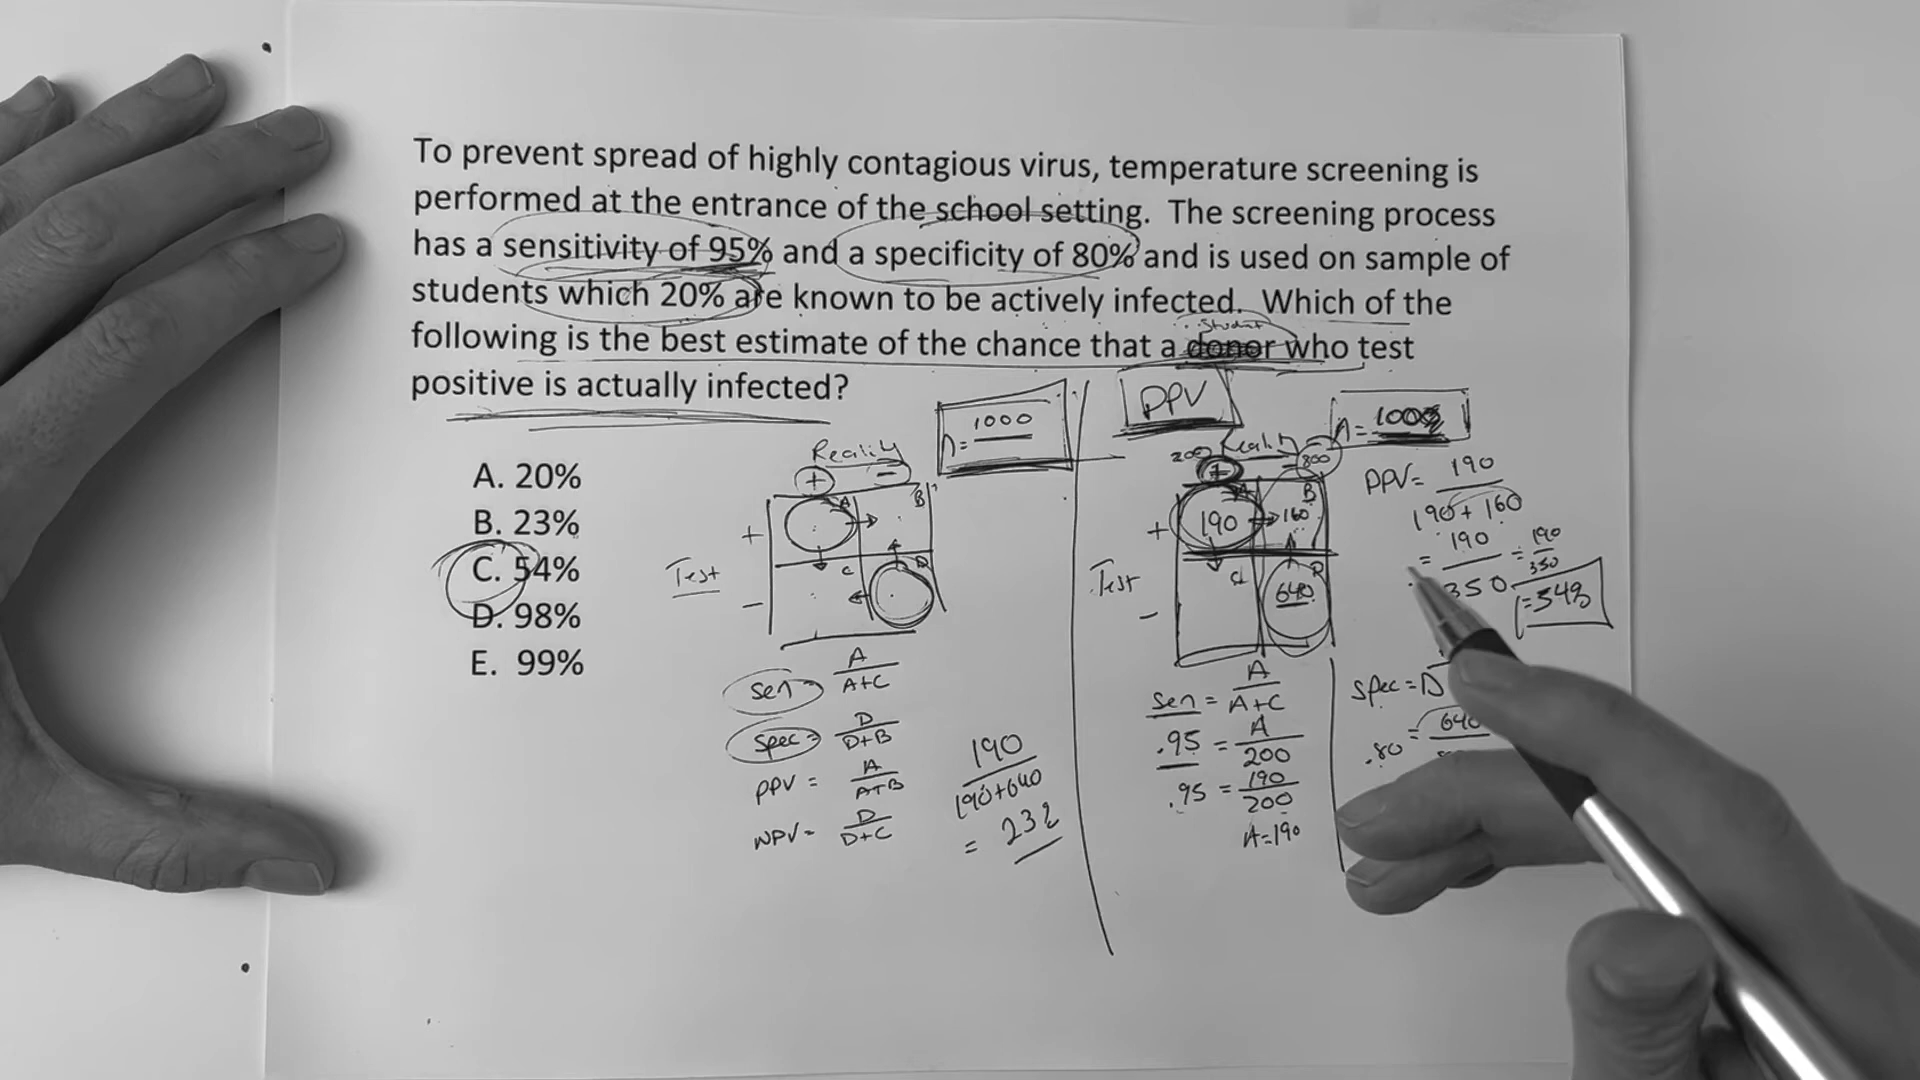 To prevent spread of highly contagious virus, temperature screening is
performed at the entrance of the school setting. The screening process
has a sensitivity of 95% and a specificity of 80% and is used on sample of
students which 20% are known to be actively infected. Which of the
student
following is the best estimate of the chance that a donor who test
positive is actually infected?
A. 20%
B. 23%
C. 54%
D. 98%
E. 99%
n= 1000
Reality
+ -
A B
+
Test
C D
-
Sen = A
A+C
Spec = D
D+B
PPV = A
A+B
NPV = D
D+C
190
190+640
= 23%
PPV
n= 1000
Reality
200 800
+ -
A B
+ 190 160
Test
C D
- 640
Sen = A
A+C
.95 = A
200
.95 = 190
200
A=190
PPV= 190
190+160
= 190 = 190
350 350
=54%
Spec = D
.80 = 640